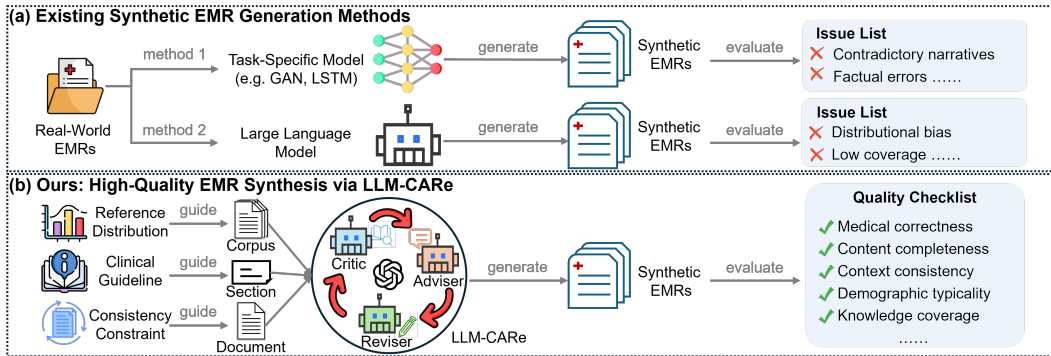 (a) Existing Synthetic EMR Generation Methods
Real-World
EMRs
method 1
Task-Specific Model
(e.g. GAN, LSTM)
generate
Synthetic
EMRs
evaluate
Issue List
Contradictory narratives
Factual errors ......
method 2
Large Language
Model
generate
Synthetic
EMRs
evaluate
Issue List
Distributional bias
Low coverage ......
(b) Ours: High-Quality EMR Synthesis via LLM-CARe
Reference
Distribution
guide
Corpus
Clinical
Guideline
guide
Section
Consistency
Constraint
guide
Document
Critic
Adviser
Reviser
LLM-CARe
generate
Synthetic
EMRs
evaluate
Quality Checklist
Medical correctness
Content completeness
Context consistency
Demographic typicality
Knowledge coverage
......